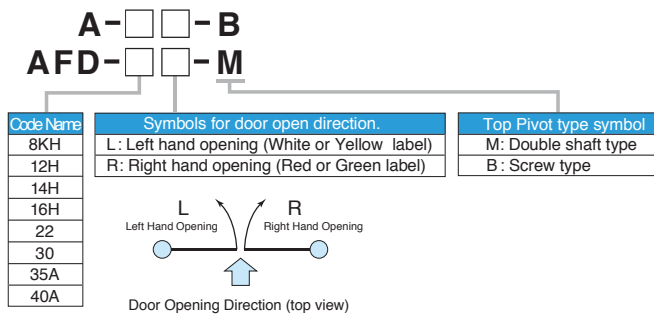 A-□ □-B
AFD-□ □-M
Code Name
8KH
12H
14H
16H
22
30
35A
40A
Symbols for door open direction.
L : Left hand opening (White or Yellow label)
R: Right hand opening (Red or Green label)
Top Pivot type symbol
M: Double shaft type
B : Screw type
L
Left Hand Opening
R
Right Hand Opening
Door Opening Direction (top view)